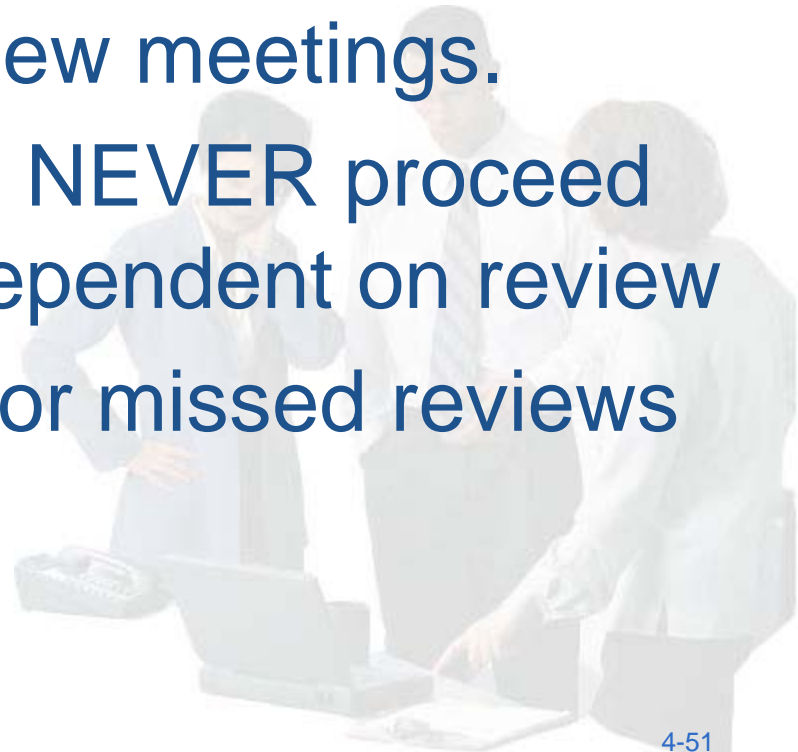 ew meetings.
NEVER proceed
ependent on review
or missed reviews
4-51